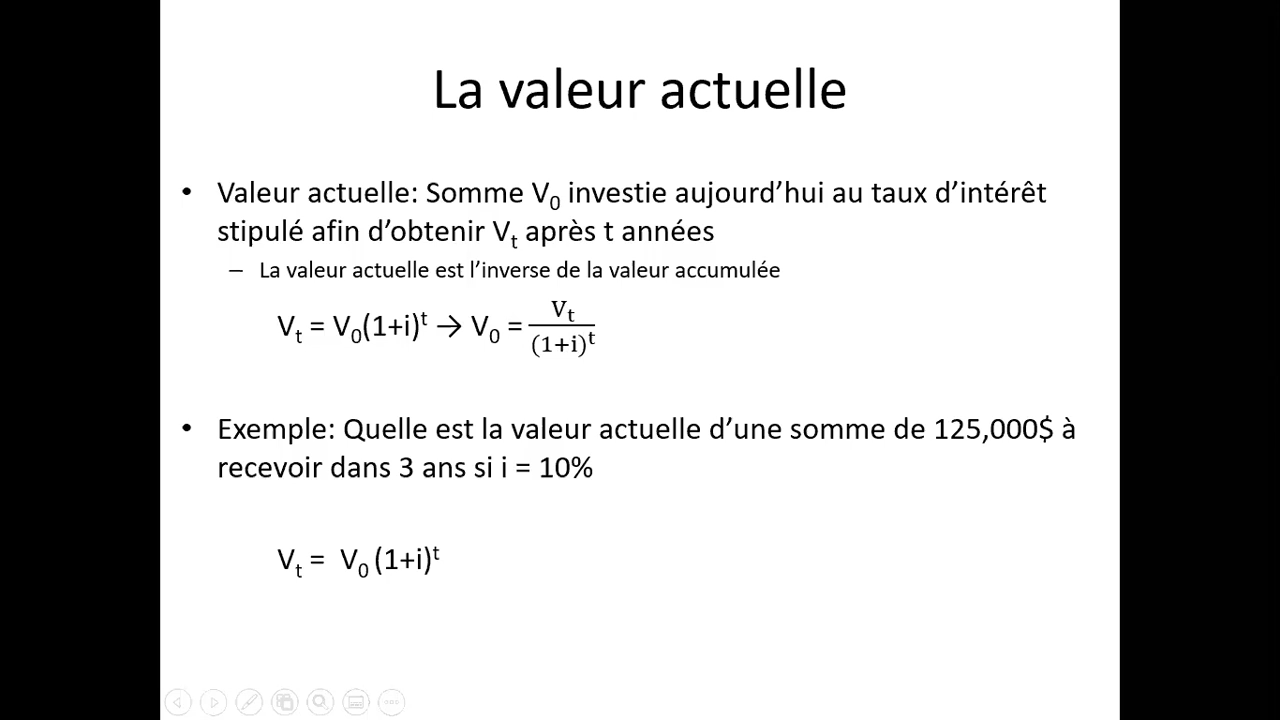 La valeur actuelle
• Valeur actuelle: Somme V₀ investie aujourd’hui au taux d’intérêt
stipulé afin d’obtenir Vₜ après t années
– La valeur actuelle est l’inverse de la valeur accumulée
Vₜ = V₀(1+i)ᵗ → V₀ = Vₜ/(1+i)ᵗ
• Exemple: Quelle est la valeur actuelle d’une somme de 125,000$ à
recevoir dans 3 ans si i = 10%
Vₜ = V₀ (1+i)ᵗ